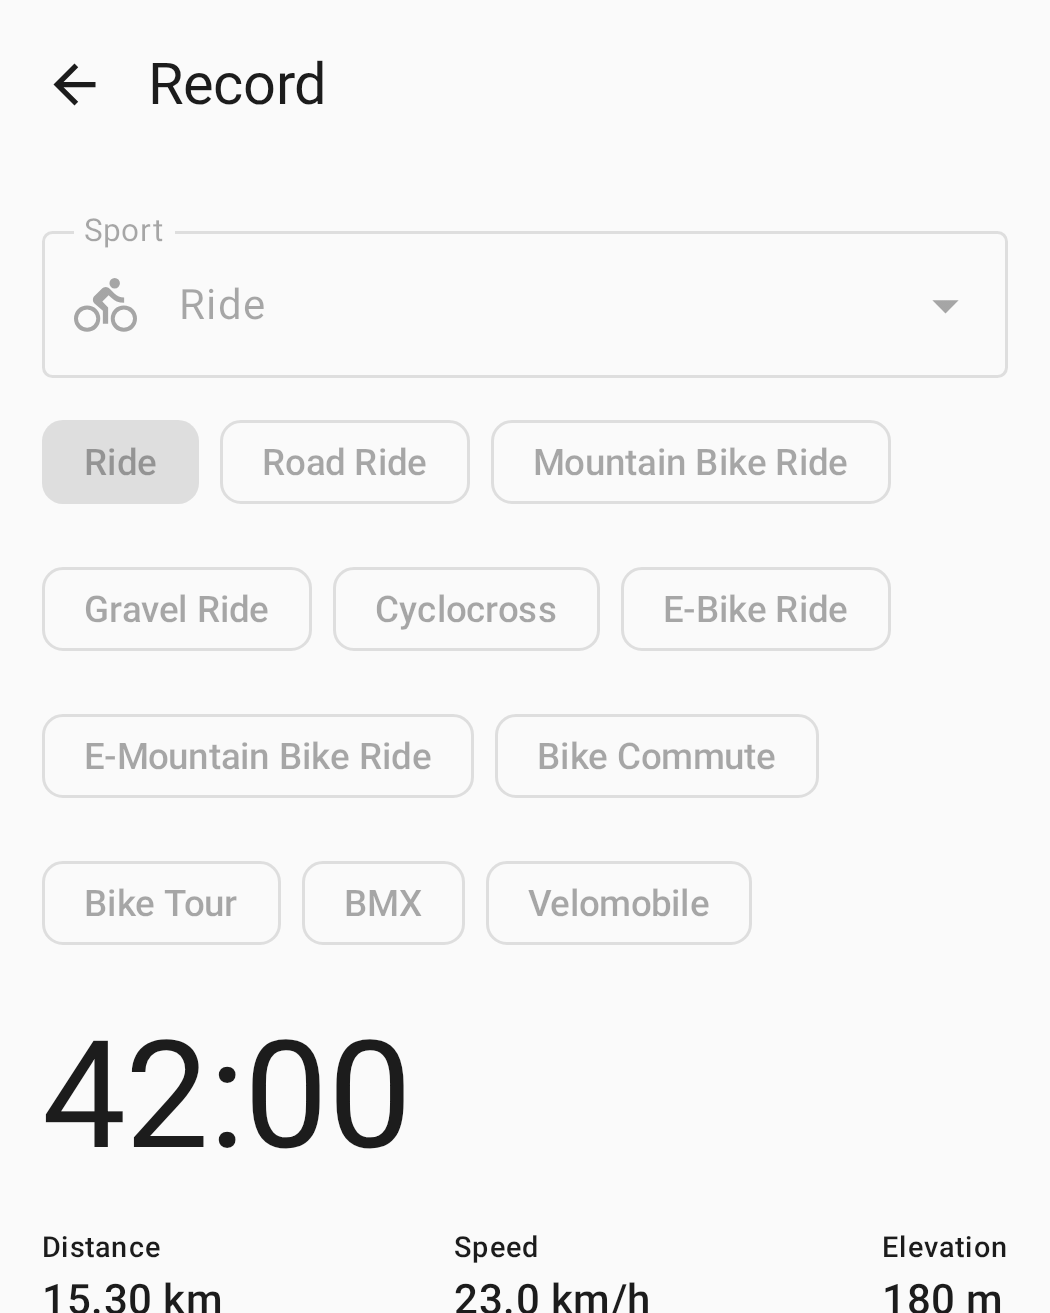 Record
Sport
Ride
Ride Road Ride Mountain Bike Ride
Gravel Ride Cyclocross E-Bike Ride
E-Mountain Bike Ride Bike Commute
Bike Tour BMX Velomobile
42:00
Distance Speed Elevation
15.30 km 23.0 km/h 180 m